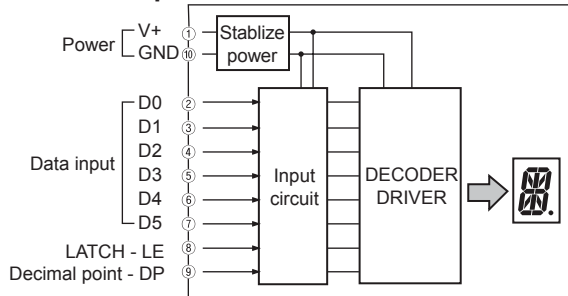 Power
V+ ① Stablize
GND ⑩ power
Data input
D0 ②
D1 ③
D2 ④
D3 ⑤
D4 ⑥
D5 ⑦
LATCH - LE ⑧
Decimal point - DP ⑨
Input
circuit
DECODER
DRIVER